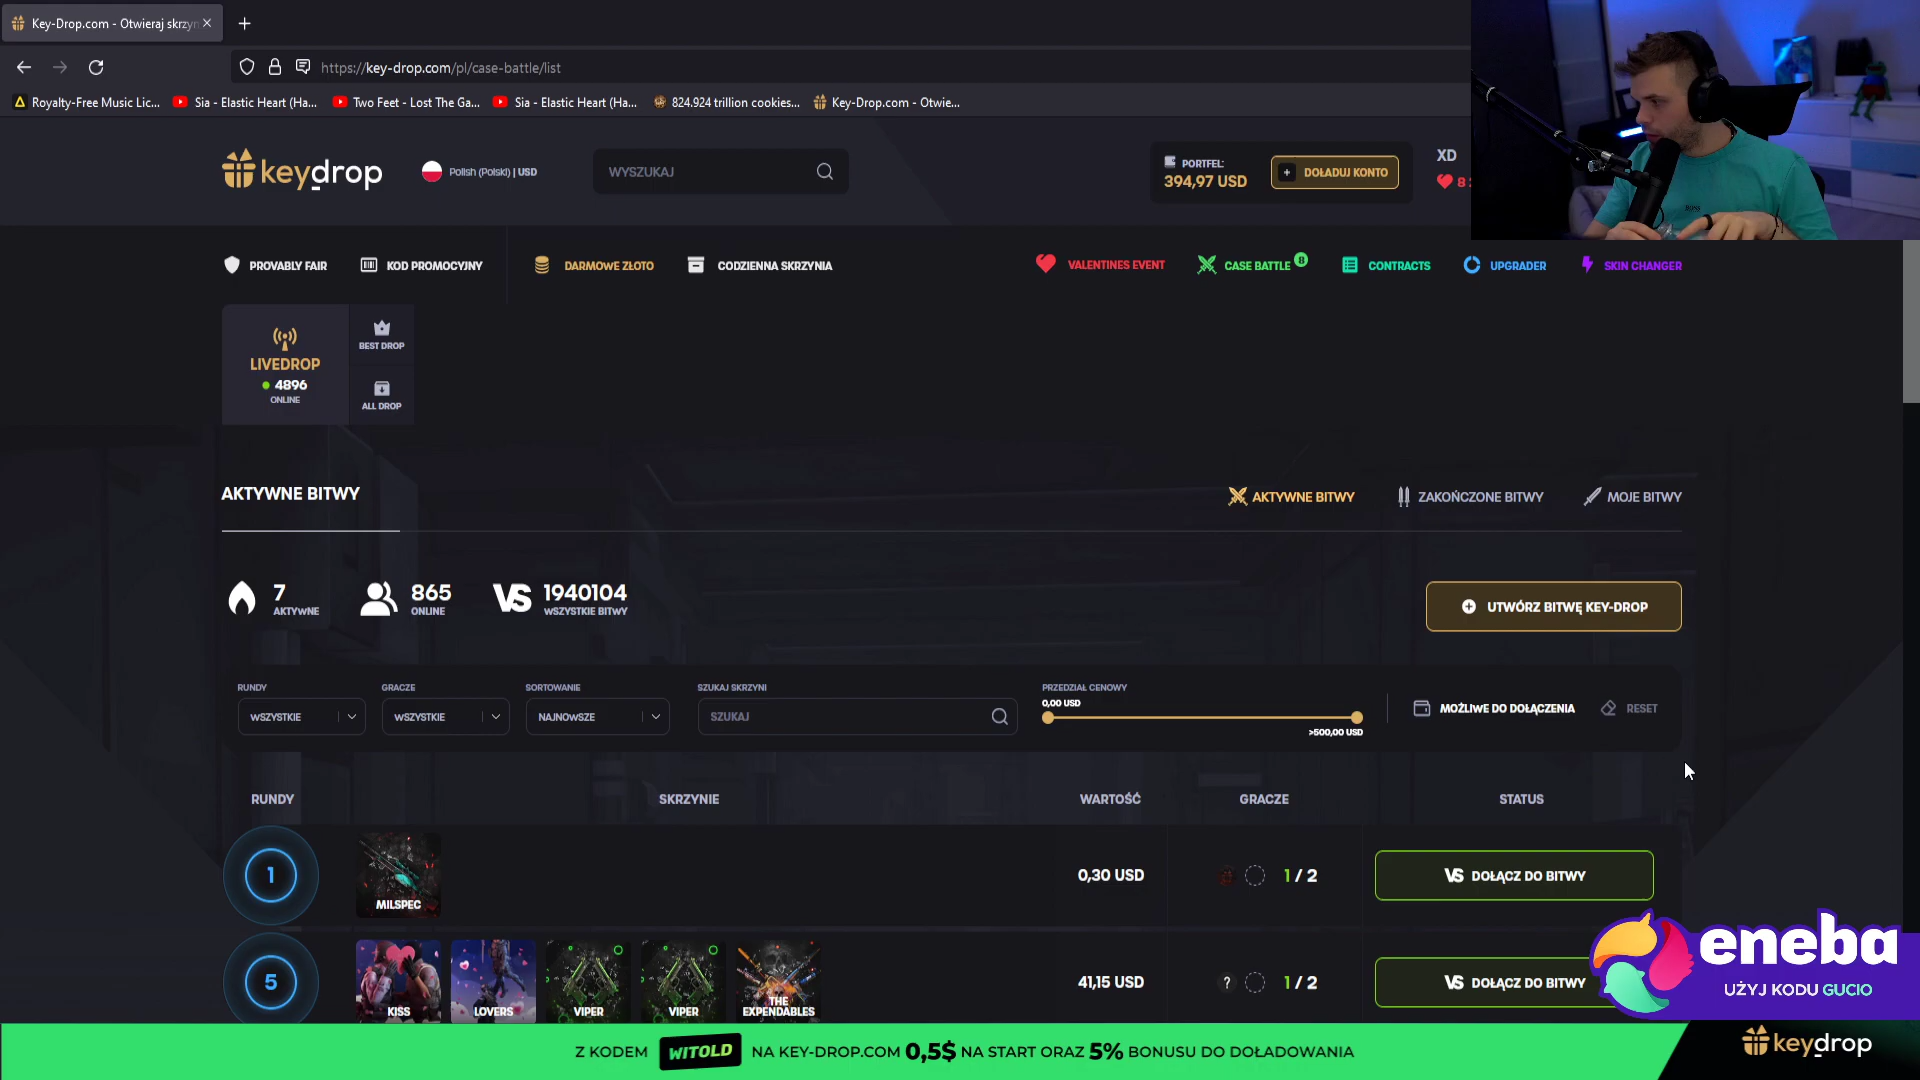 Key-Drop.com - Otwieraj skrzyn
https://key-drop.com/pl/case-battle/list
Royalty-Free Music Lic...
Sia - Elastic Heart (Ha...
Two Feet - Lost The Ga...
Sia - Elastic Heart (Ha...
824.924 trillion cookies...
Key-Drop.com - Otwie...
keydrop
Polish (Polski) | USD
WYSZUKAJ
PORTFEL:
394,97 USD
DOŁADUJ KONTO
XD
8
PROVABLY FAIR
KOD PROMOCYJNY
DARMOWE ZŁOTO
CODZIENNA SKRZYNIA
VALENTINES EVENT
CASE BATTLE
CONTRACTS
UPGRADER
SKIN CHANGER
LIVEDROP
4896
ONLINE
BEST DROP
ALL DROP
AKTYWNE BITWY
AKTYWNE BITWY
ZAKOŃCZONE BITWY
MOJE BITWY
7
AKTYWNE
865
ONLINE
VS
1940104
WSZYSTKIE BITWY
UTWÓRZ BITWĘ KEY-DROP
RUNDY
WSZYSTKIE
GRACZE
WSZYSTKIE
SORTOWANIE
NAJNOWSZE
SZUKAJ SKRZYNI
SZUKAJ
PRZEDZIAŁ CENOWY
0,00 USD
>500,00 USD
MOŻLIWE DO DOŁĄCZENIA
RESET
RUNDY
SKRZYNIE
WARTOŚĆ
GRACZE
STATUS
1
MILSPEC
0,30 USD
1 / 2
VS DOŁĄCZ DO BITWY
5
KISS
LOVERS
VIPER
VIPER
THE EXPENDABLES
41,15 USD
?
1 / 2
VS DOŁĄCZ DO BITWY
eneba
UŻYJ KODU GUCIO
Z KODEM WITOLD NA KEY-DROP.COM 0,5$ NA START ORAZ 5% BONUSU DO DOŁADOWANIA
keydrop